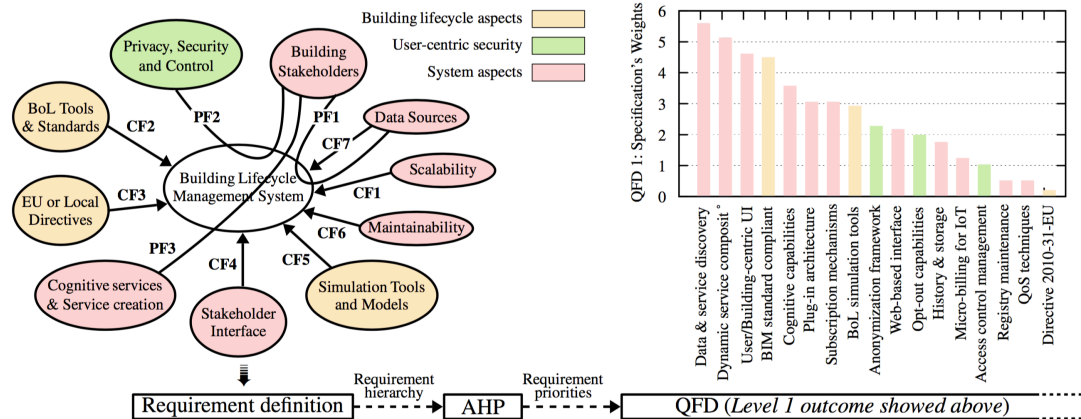 Building lifecycle aspects
User-centric security
System aspects
Privacy, Security
and Control
Building
Stakeholders
BoL Tools
& Standards
Data Sources
Scalability
Maintainability
EU or Local
Directives
Building Lifecycle
Management System
Cognitive services
& Service creation
Stakeholder
Interface
Simulation Tools
and Models
PF2
PF1
CF2
CF7
CF1
CF3
CF6
PF3
CF4
CF5
QFD 1: Specification's Weights
6
5
4
3
2
1
0
Data & service discovery
Dynamic service composit°
User/Building-centric UI
BIM standard compliant
Cognitive capabilities
Plug-in architecture
Subscription mechanisms
BoL simulation tools
Anonymization framework
Web-based interface
Opt-out capabilities
History & storage
Micro-billing for IoT
Access control management
Registry maintenance
QoS techniques
Directive 2010-31-EU
Requirement definition
Requirement
hierarchy
AHP
Requirement
priorities
QFD (Level 1 outcome showed above)